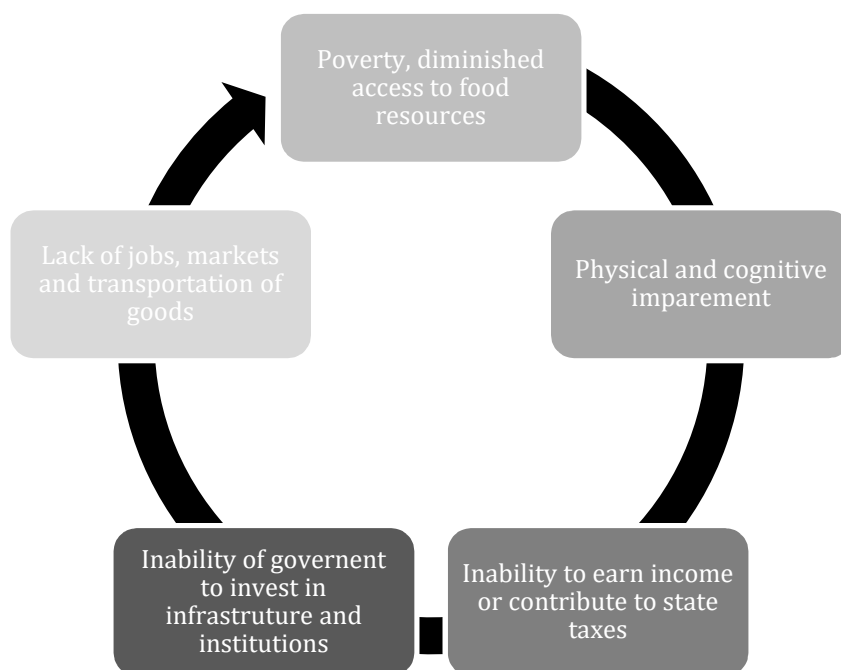 Poverty, diminished
access to food
resources
Physical and cognitive
imparement
Inability to earn income
or contribute to state
taxes
Inability of governent
to invest in
infrastruture and
institutions
Lack of jobs, markets
and transportation of
goods